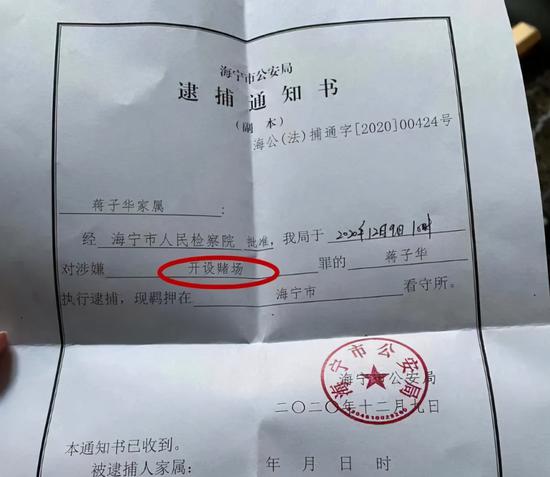 海宁市公安局
逮捕通知书
（副本）
海公(法)捕通字[2020]00424号
蒋子华家属：
经 海宁市人民检察院 批准，我局于 2020年12月9日 时
对涉嫌 开设赌场 罪的 蒋子华
执行逮捕，现羁押在 海宁市 看守所。
海宁市公安局
海宁市公安局
二〇二〇年十二月九日
本通知书已收到。
被逮捕人家属： 年 月 日 时